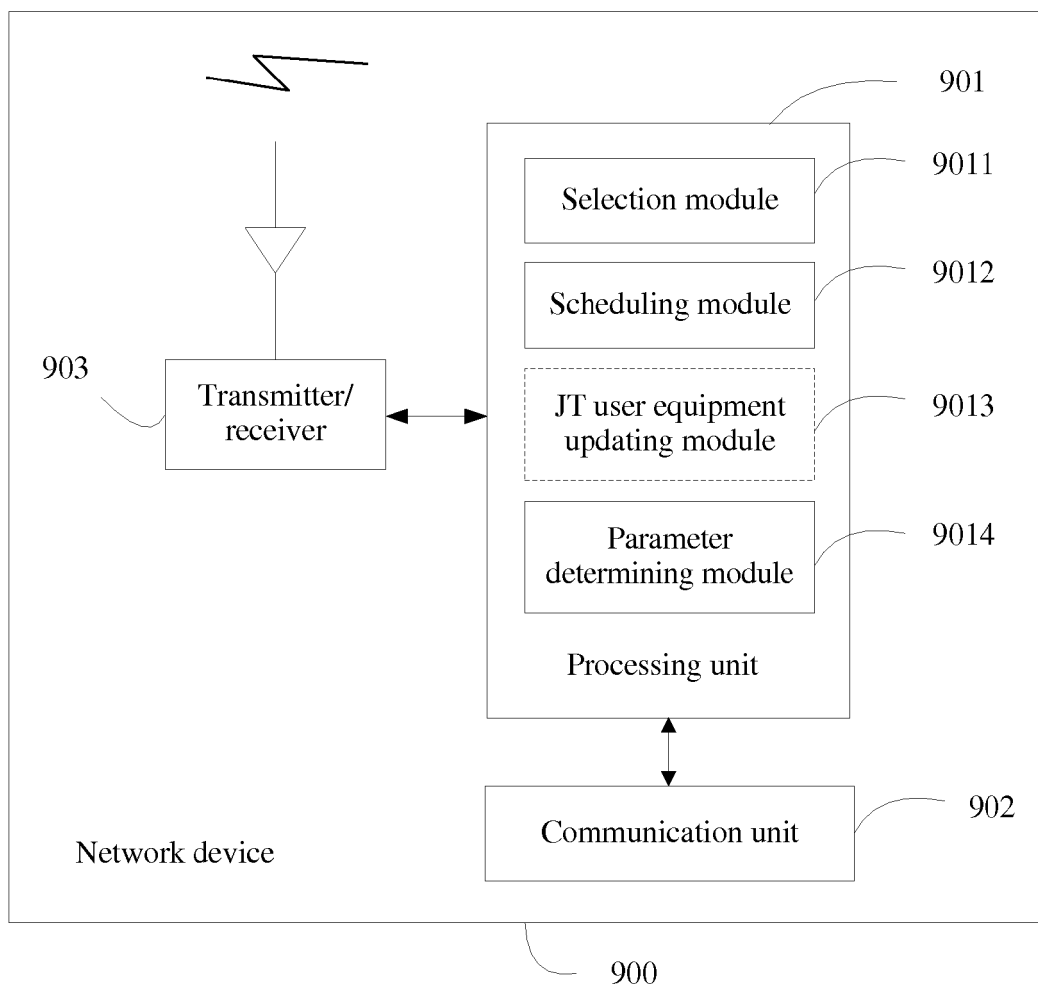 901
Selection module
9011
Scheduling module
9012
903
Transmitter/
receiver
JT user equipment
updating module
9013
Parameter
determining module
9014
Processing unit
Communication unit
902
Network device
900